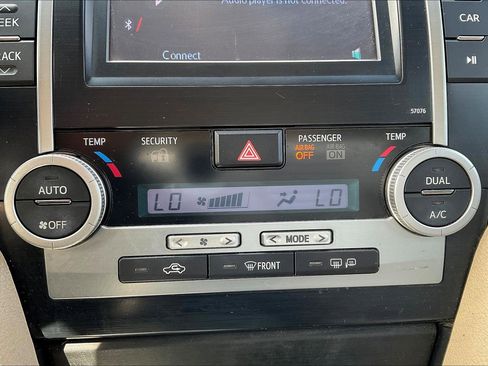 Audio player is not connected.
EEK
CAR
RACK
Connect
57076
TEMP
SECURITY
PASSENGER
TEMP
AIR BAG
OFF
AIR BAG
ON
AUTO
OFF
LO
LO
DUAL
A/C
< >
< MODE >
FRONT